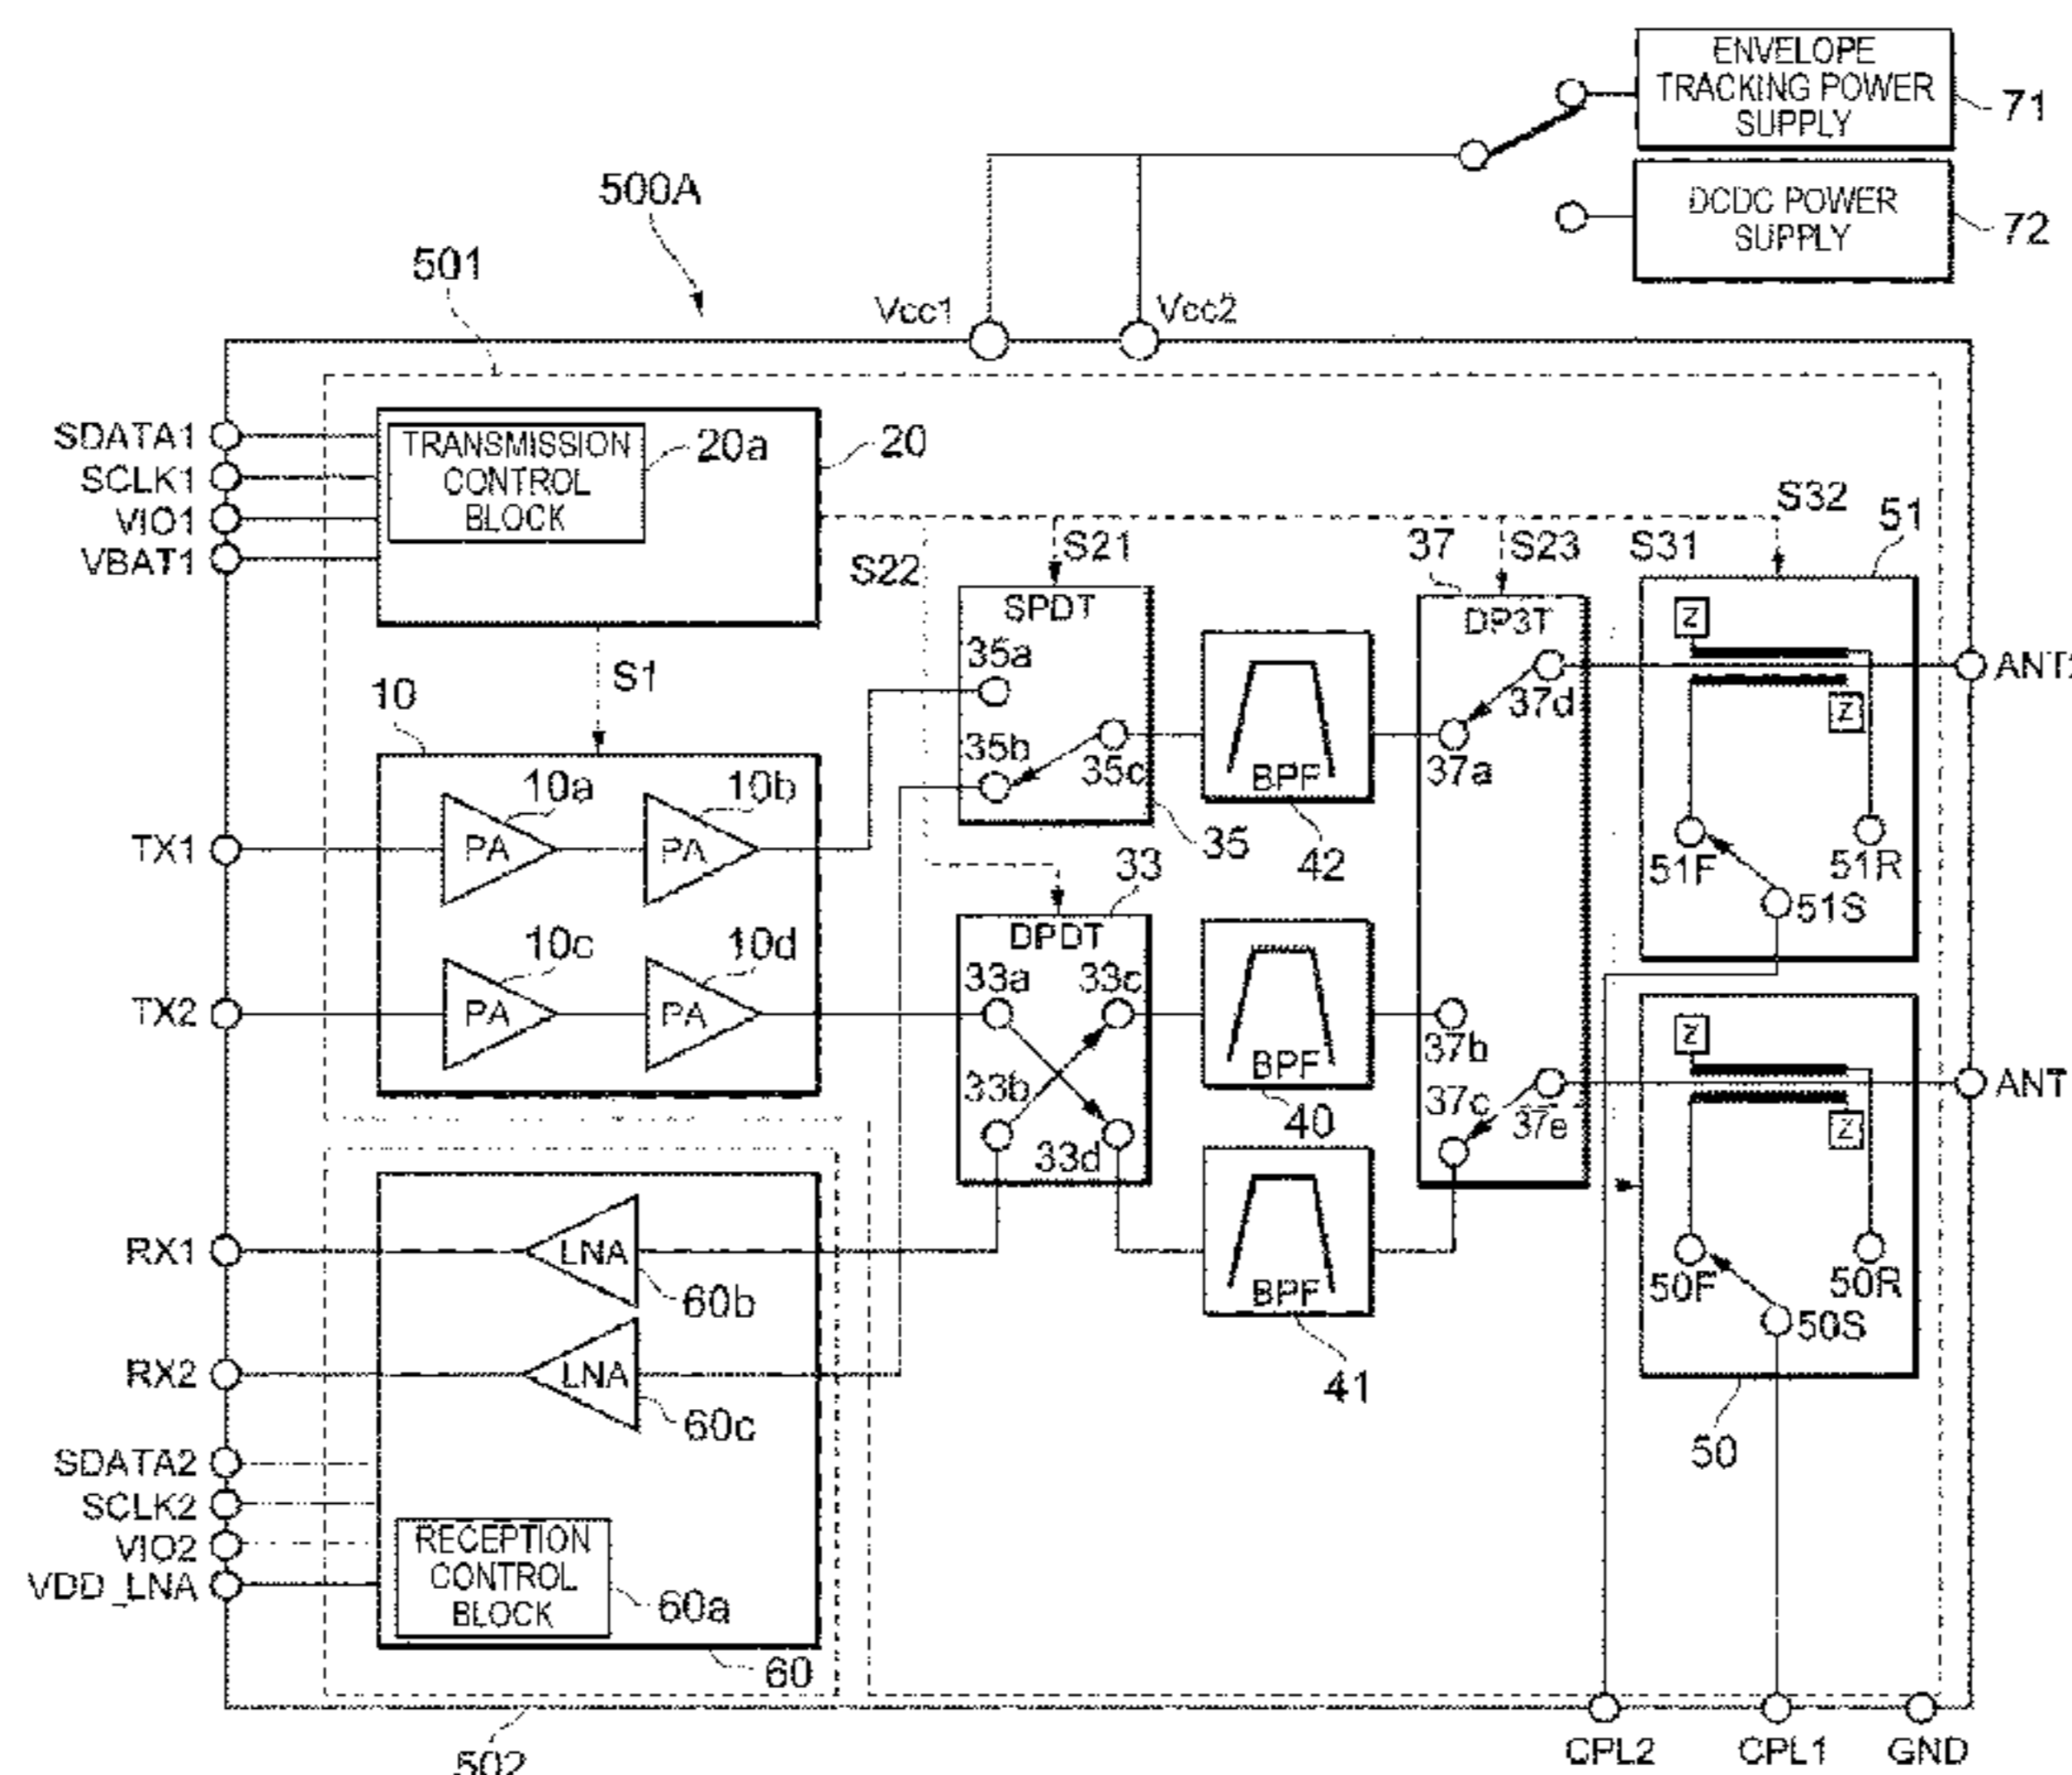 ENVELOPE
TRACKING POWER
SUPPLY
71
DCDC POWER
SUPPLY
72
500A
501
Vcc1
Vcc2
SDATA1
SCLK1
VIO1
VBAT1
TRANSMISSION
CONTROL
BLOCK
20a
20
S1
S22
S21
37
S23
S31
S32
51
SPDT
35a
35b
35c
35
BPF
42
DP3T
37d
37a
37b
37c
37e
Z
Z
51F
51R
51S
ANT2
10
10a
PA
10b
PA
10c
PA
10d
PA
TX1
TX2
33
DPDT
33a
33c
33b
33d
BPF
40
BPF
41
Z
Z
50F
50R
50S
50
ANT
RX1
LNA
60b
RX2
LNA
60c
SDATA2
SCLK2
VIO2
VDD_LNA
RECEPTION
CONTROL
BLOCK
60a
60
502
CPL2
CPL1
GND